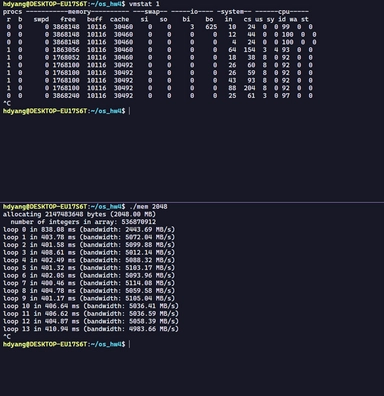 hdyang@DESKTOP-EU17S6T:~/os_hw4$ vmstat 1
procs -----------memory---------- ---swap-- -----io---- -system-- ------cpu-----
r b swpd free buff cache si so bi bo in cs us sy id wa st
0 0 0 3868148 10116 30460 0 0 3 625 10 24 0 0 99 0 0
0 0 0 3868148 10116 30460 0 0 0 0 12 44 0 0 100 0 0
0 0 0 3868148 10116 30460 0 0 0 0 4 24 0 0 100 0 0
1 0 0 1863056 10116 30460 0 0 0 0 64 154 3 4 93 0 0
1 0 0 1768052 10116 30460 0 0 0 0 18 38 8 0 92 0 0
1 0 0 1768100 10116 30492 0 0 0 0 26 60 8 0 92 0 0
1 0 0 1768100 10116 30492 0 0 0 0 26 59 8 0 92 0 0
1 0 0 1768100 10116 30492 0 0 0 0 43 93 8 0 92 0 0
1 0 0 1768100 10116 30492 0 0 0 0 88 204 8 0 92 0 0
0 0 0 3868240 10116 30492 0 0 0 0 25 61 3 0 97 0 0
^C
hdyang@DESKTOP-EU17S6T:~/os_hw4$
hdyang@DESKTOP-EU17S6T:~/os_hw4$ ./mem 2048
allocating 2147483648 bytes (2048.00 MB)
number of integers in array: 536870912
loop 0 in 838.08 ms (bandwidth: 2443.69 MB/s)
loop 1 in 403.78 ms (bandwidth: 5072.04 MB/s)
loop 2 in 401.58 ms (bandwidth: 5099.88 MB/s)
loop 3 in 408.61 ms (bandwidth: 5012.14 MB/s)
loop 4 in 402.49 ms (bandwidth: 5088.32 MB/s)
loop 5 in 401.32 ms (bandwidth: 5103.17 MB/s)
loop 6 in 402.05 ms (bandwidth: 5093.96 MB/s)
loop 7 in 400.46 ms (bandwidth: 5114.08 MB/s)
loop 8 in 404.78 ms (bandwidth: 5059.58 MB/s)
loop 9 in 401.17 ms (bandwidth: 5105.04 MB/s)
loop 10 in 406.64 ms (bandwidth: 5036.41 MB/s)
loop 11 in 406.62 ms (bandwidth: 5036.59 MB/s)
loop 12 in 404.87 ms (bandwidth: 5058.39 MB/s)
loop 13 in 410.94 ms (bandwidth: 4983.66 MB/s)
^C
hdyang@DESKTOP-EU17S6T:~/os_hw4$